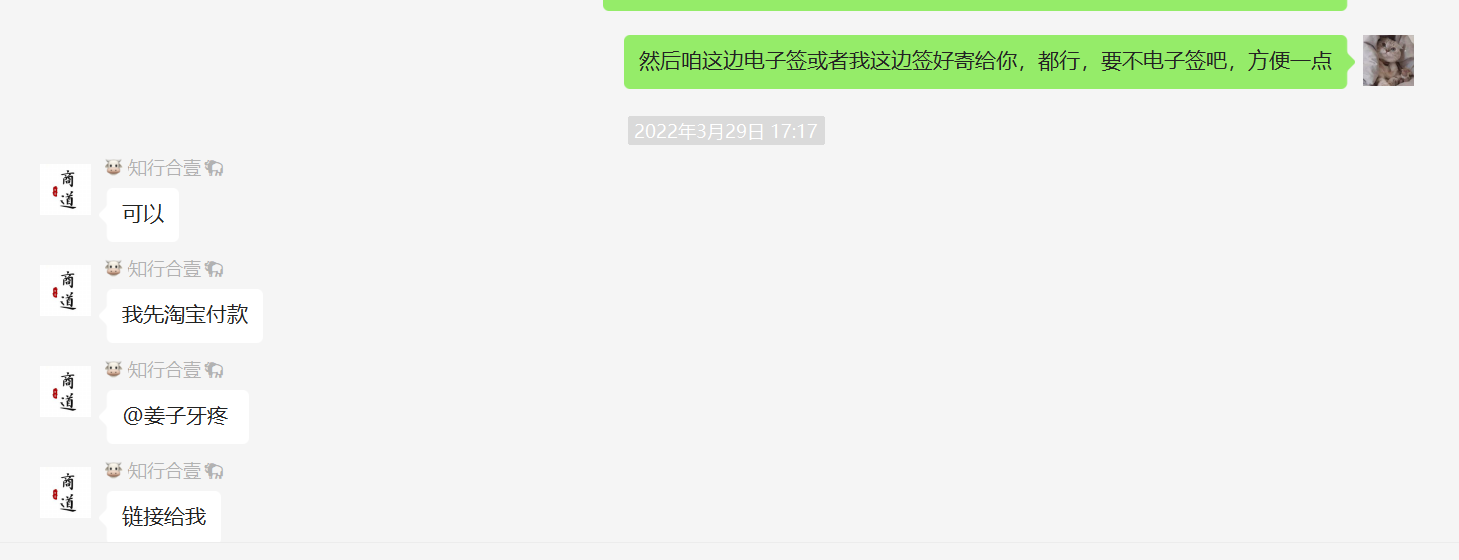 然后咱这边电子签或者我这边签好寄给你，都行，要不电子签吧，方便一点
2022年3月29日 17:17
知行合壹
商道
可以
知行合壹
商道
我先淘宝付款
知行合壹
商道
@姜子牙疼
知行合壹
商道
链接给我